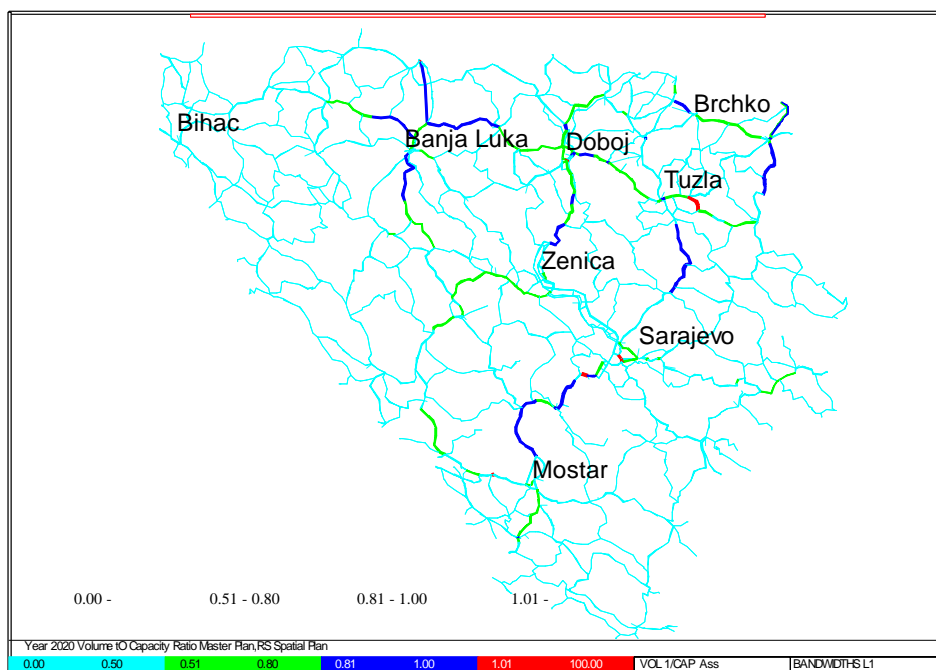 Brchko
Bihac
Banja Luka
Doboj
Tuzla
Zenica
Sarajevo
Mostar
0.00 - 0.51 - 0.80 0.81 - 1.00 1.01 -
Year 2020 Volume tO Capacity Ratio Master Plan,RS Spatial Plan
0.00 0.50 0.51 0.80 0.81 1.00 1.01 100.00 VOL 1/CAP Ass BANDWIDTHS L1